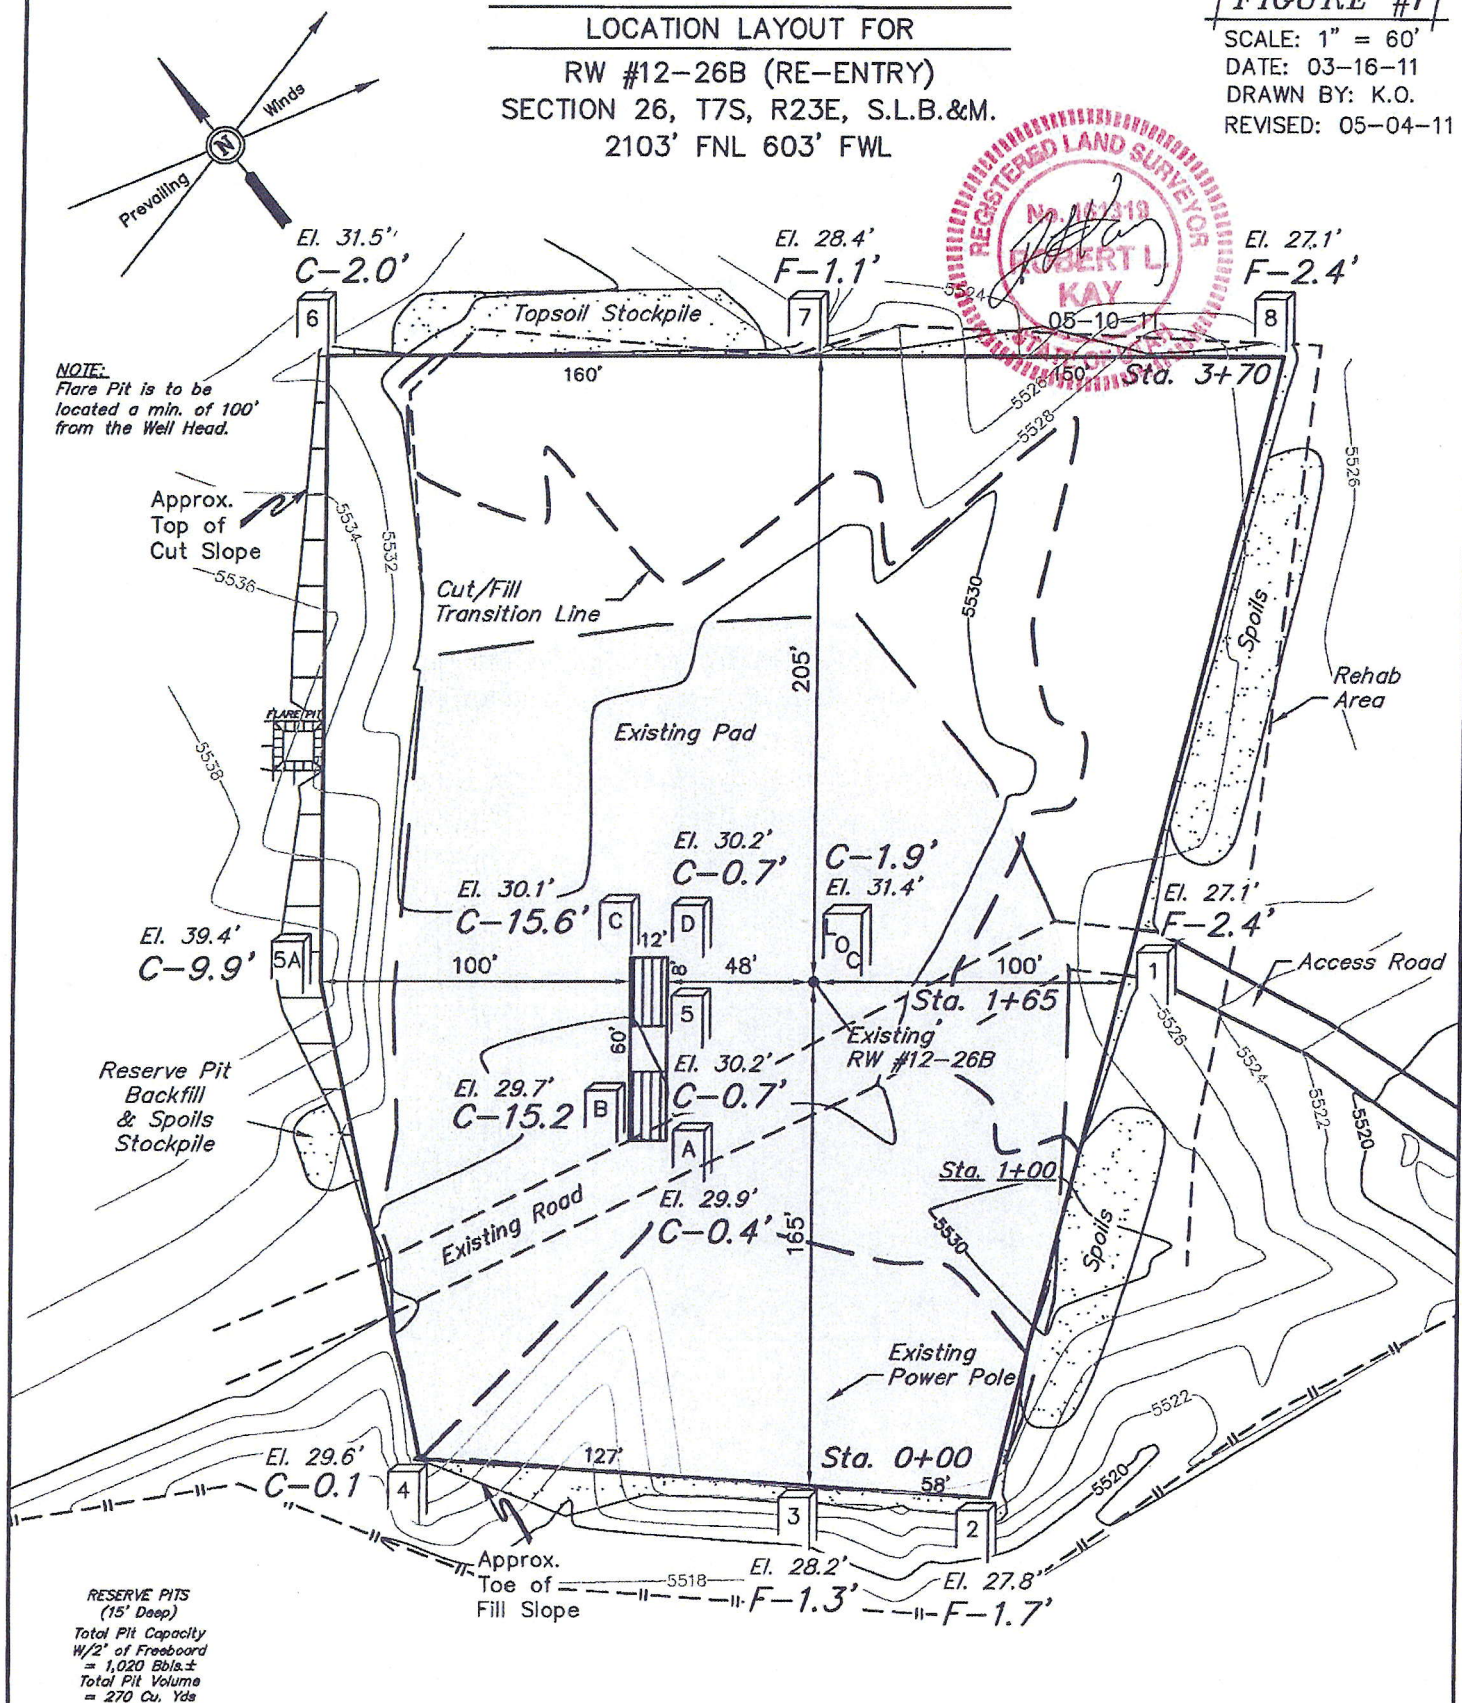 FIGURE #1
LOCATION LAYOUT FOR
RW #12-26B (RE-ENTRY)
SECTION 26, T7S, R23E, S.L.B.&M.
2103' FNL 603' FWL
SCALE: 1" = 60'
DATE: 03-16-11
DRAWN BY: K.O.
REVISED: 05-04-11
Winds
N
Prevailing
REGISTERED LAND SURVEYOR
No. 161319
ROBERT L.
KAY
05-10-11
STATE OF UTAH
El. 31.5'
C-2.0'
6
El. 28.4'
F-1.1'
7
El. 27.1'
F-2.4'
8
Topsoil Stockpile
5524
160'
150'
Sta. 3+70
5526
5528
NOTE:
Flare Pit is to be
located a min. of 100'
from the Well Head.
Approx.
Top of
Cut Slope
5534
5532
5536
5526
Cut/Fill
Transition Line
5530
Spoils
205'
Rehab
Area
FLARE PIT
Existing Pad
5538
El. 30.2'
C-0.7'
C-1.9'
El. 31.4'
El. 30.1'
C-15.6'
C
D
LOC
El. 27.1'
F-2.4'
El. 39.4'
C-9.9'
5A
12'
100'
8'
48'
100'
1
Access Road
Sta. 1+65
5
60'
Existing
RW #12-26B
5526
5524
5522
5520
Reserve Pit
Backfill
& Spoils
Stockpile
El. 30.2'
C-0.7'
El. 29.7'
C-15.2
B
A
Sta. 1+00
El. 29.9'
C-0.4'
165'
Existing Road
5530
Spoils
Existing
Power Pole
5522
El. 29.6'
C-0.1
4
127'
Sta. 0+00
58'
5520
3
2
Approx.
Toe of
Fill Slope
5518
El. 28.2'
F-1.3'
El. 27.8'
F-1.7'
RESERVE PITS
(15' Deep)
Total Pit Capacity
W/2' of Freeboard
= 1,020 Bbls.±
Total Pit Volume
= 270 Cu. Yds